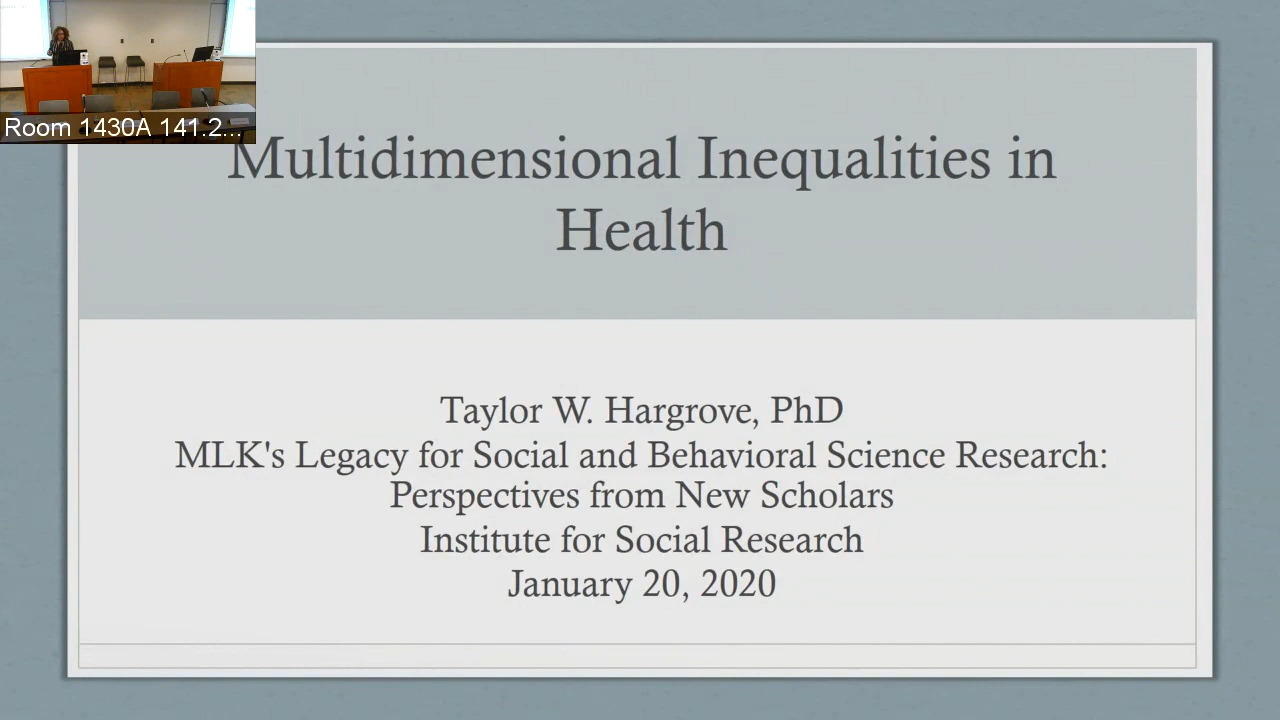 Room 1430A 141.2...
Multidimensional Inequalities in
Health
Taylor W. Hargrove, PhD
MLK's Legacy for Social and Behavioral Science Research:
Perspectives from New Scholars
Institute for Social Research
January 20, 2020